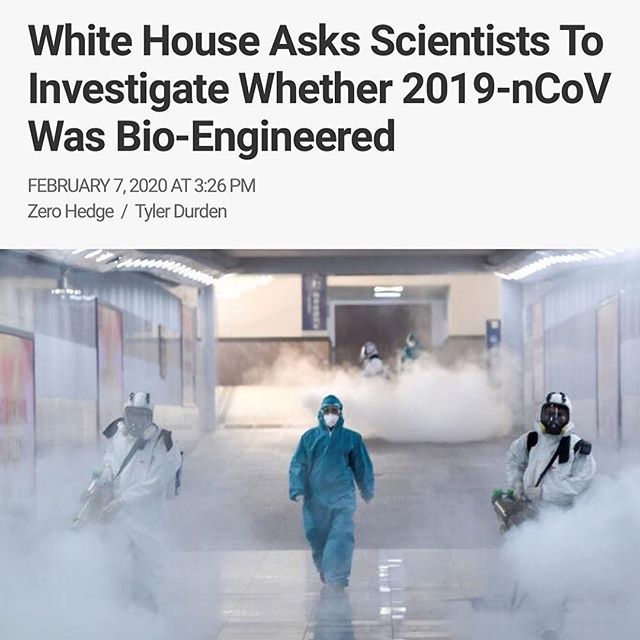 White House Asks Scientists To
Investigate Whether 2019-nCoV
Was Bio-Engineered
FEBRUARY 7, 2020 AT 3:26 PM
Zero Hedge / Tyler Durden